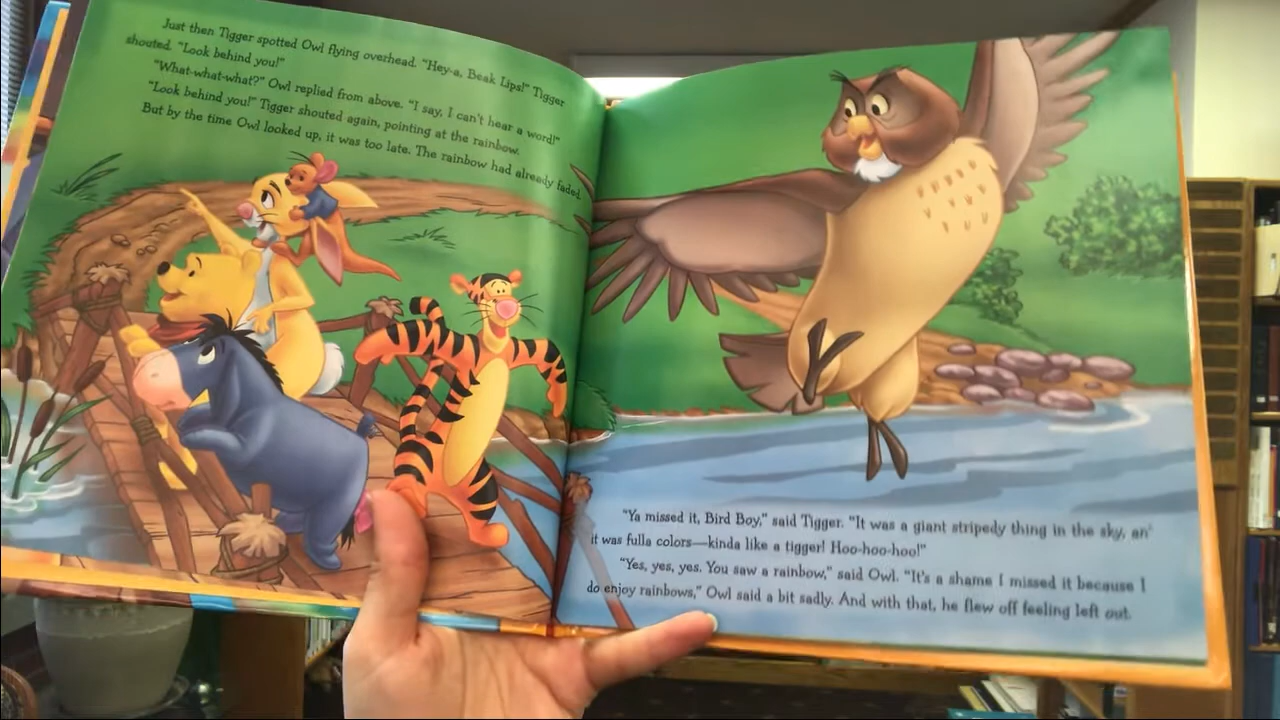 Just then Tigger spotted Owl flying overhead. "Hey-a, Beak Lips!" Tigger
shouted. "Look behind you!"
"What-what-what?" Owl replied from above. "I say, I can't hear a word!"
"Look behind you!" Tigger shouted again, pointing at the rainbow.
But by the time Owl looked up, it was too late. The rainbow had already faded.
"Ya missed it, Bird Boy," said Tigger. "It was a giant stripedy thing in the sky, an'
it was fulla colors—kinda like a tigger! Hoo-hoo-hoo!"
"Yes, yes, yes. You saw a rainbow," said Owl. "It's a shame I missed it because I
do enjoy rainbows," Owl said a bit sadly. And with that, he flew off feeling left out.